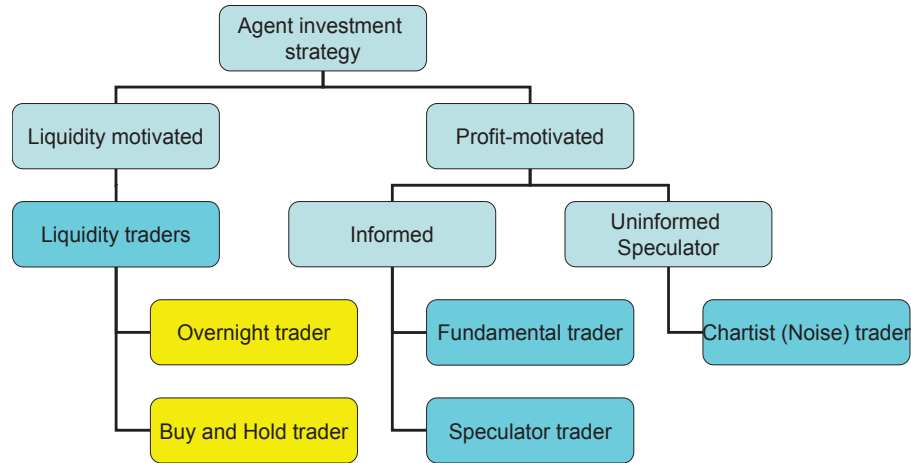 Agent investment
strategy
Liquidity motivated
Profit-motivated
Liquidity traders
Informed
Uninformed
Speculator
Overnight trader
Fundamental trader
Chartist (Noise) trader
Buy and Hold trader
Speculator trader